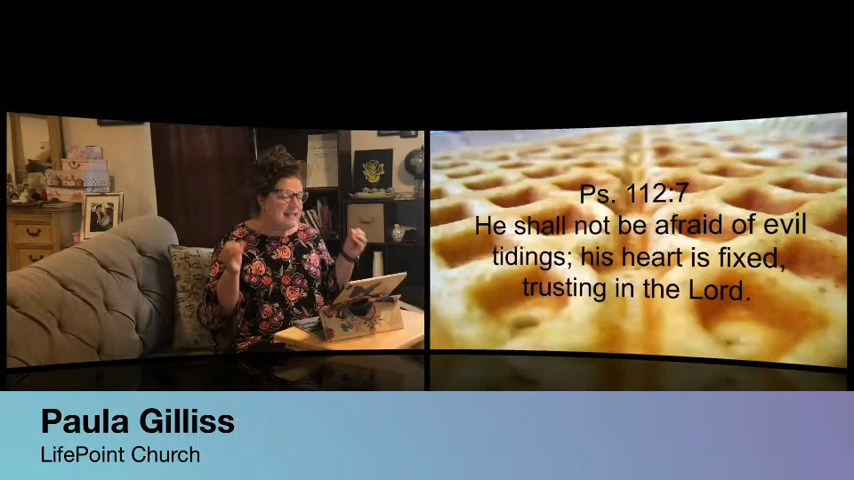 Ps. 112:7
He shall not be afraid of evil
tidings; his heart is fixed,
trusting in the Lord.
Paula Gilliss
LifePoint Church